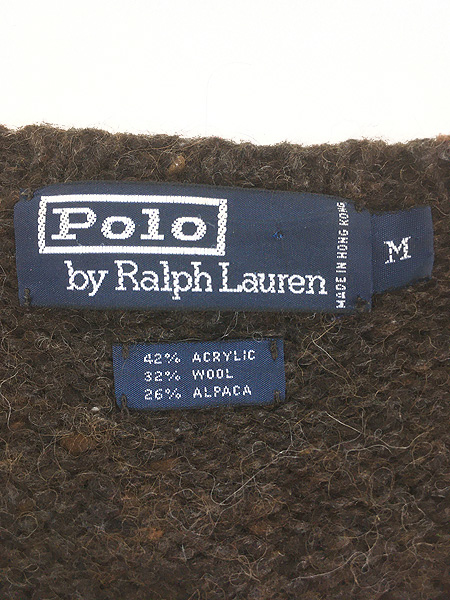 Polo
by Ralph Lauren
MADE IN HONG KONG
M
42% ACRYLIC
32% WOOL
26% ALPACA